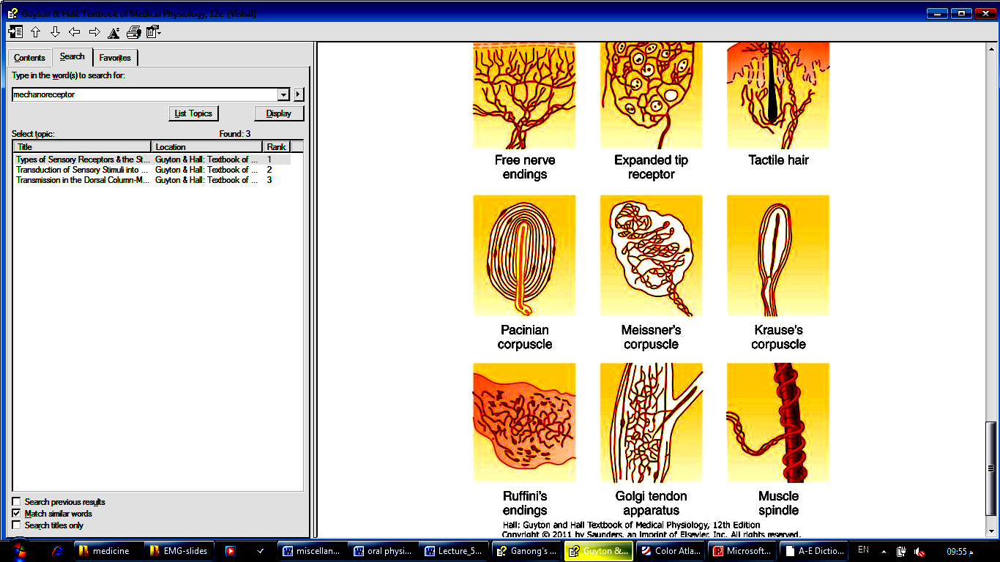 Guyton & Hall: Textbook of Medical Physiology, 12e [Vishal]
Contents
Search
Favorites
Type in the word(s) to search for:
mechanoreceptor
List Topics
Display
Select topic:
Found: 3
Title Location Rank
Types of Sensory Receptors & the St... Guyton & Hall: Textbook of ... 1
Transduction of Sensory Stimuli into ... Guyton & Hall: Textbook of ... 2
Transmission in the Dorsal Column-M... Guyton & Hall: Textbook of ... 3
Search previous results
Match similar words
Search titles only
Free nerve
endings
Expanded tip
receptor
Tactile hair
Pacinian
corpuscle
Meissner's
corpuscle
Krause's
corpuscle
Ruffini's
endings
Golgi tendon
apparatus
Muscle
spindle
Hall: Guyton and Hall Textbook of Medical Physiology, 12th Edition
Copyright © 2011 by Saunders, an imprint of Elsevier, Inc. All rights reserved.
medicine
EMG-slides
miscellan...
oral physi...
Lecture_5...
Ganong's ...
Guyton &...
Color Atla...
Microsoft...
A-E Dictio...
EN
09:55 م